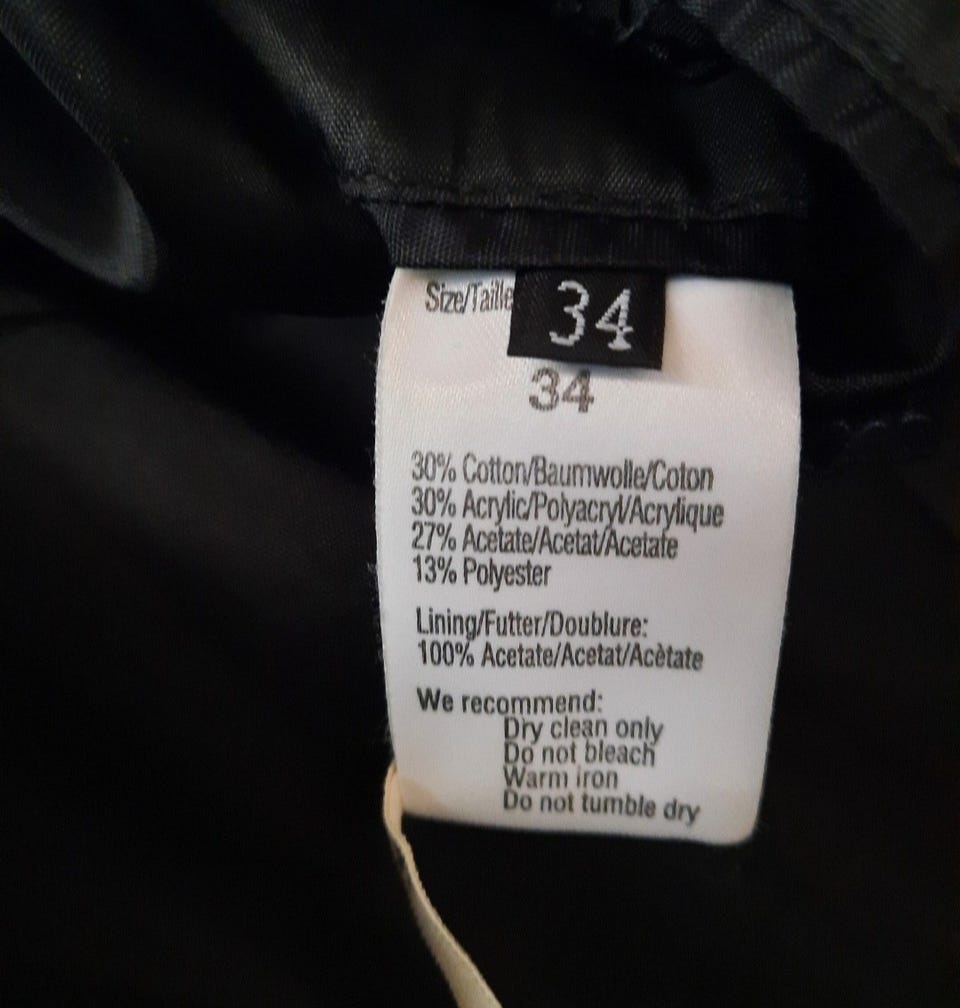 Size/Taille 34
34
30% Cotton/Baumwolle/Coton
30% Acrylic/Polyacryl/Acrylique
27% Acetate/Acetat/Acetate
13% Polyester
Lining/Futter/Doublure:
100% Acetate/Acetat/Acètate
We recommend:
Dry clean only
Do not bleach
Warm iron
Do not tumble dry